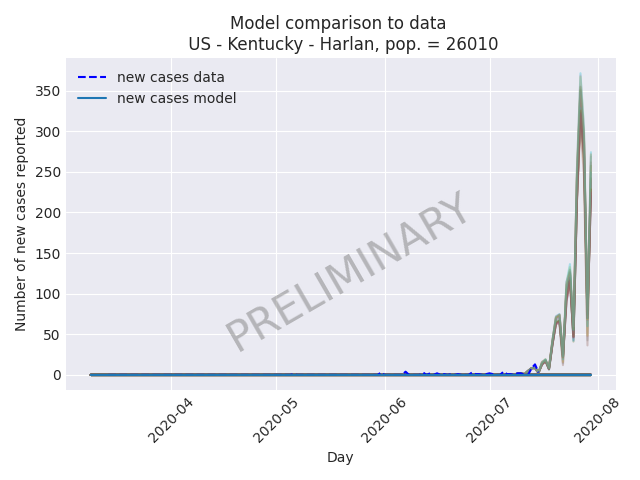 Model comparison to data
US - Kentucky - Harlan, pop. = 26010
new cases data
new cases model
350
300
250
200
150
100
50
0
Number of new cases reported
PRELIMINARY
2020-04
2020-05
2020-06
2020-07
2020-08
Day